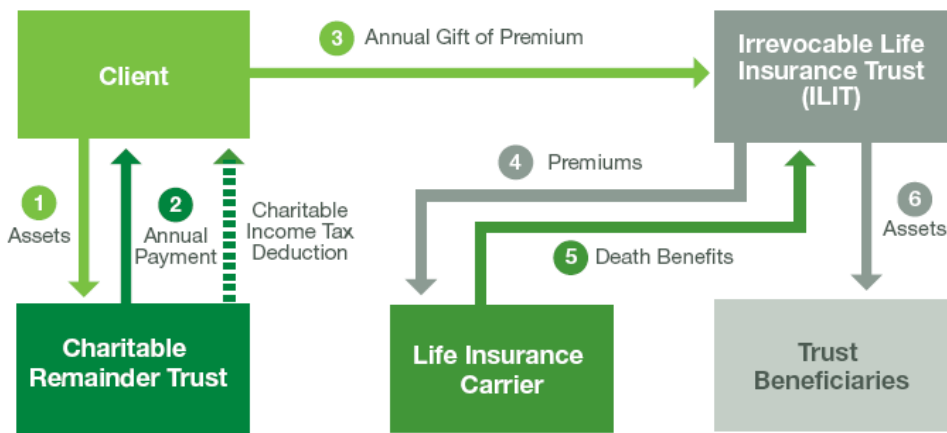 Client
3 Annual Gift of Premium
Irrevocable Life
Insurance Trust
(ILIT)
1
Assets
2
Annual
Payment
Charitable
Income Tax
Deduction
4 Premiums
5 Death Benefits
6
Assets
Charitable
Remainder Trust
Life Insurance
Carrier
Trust
Beneficiaries